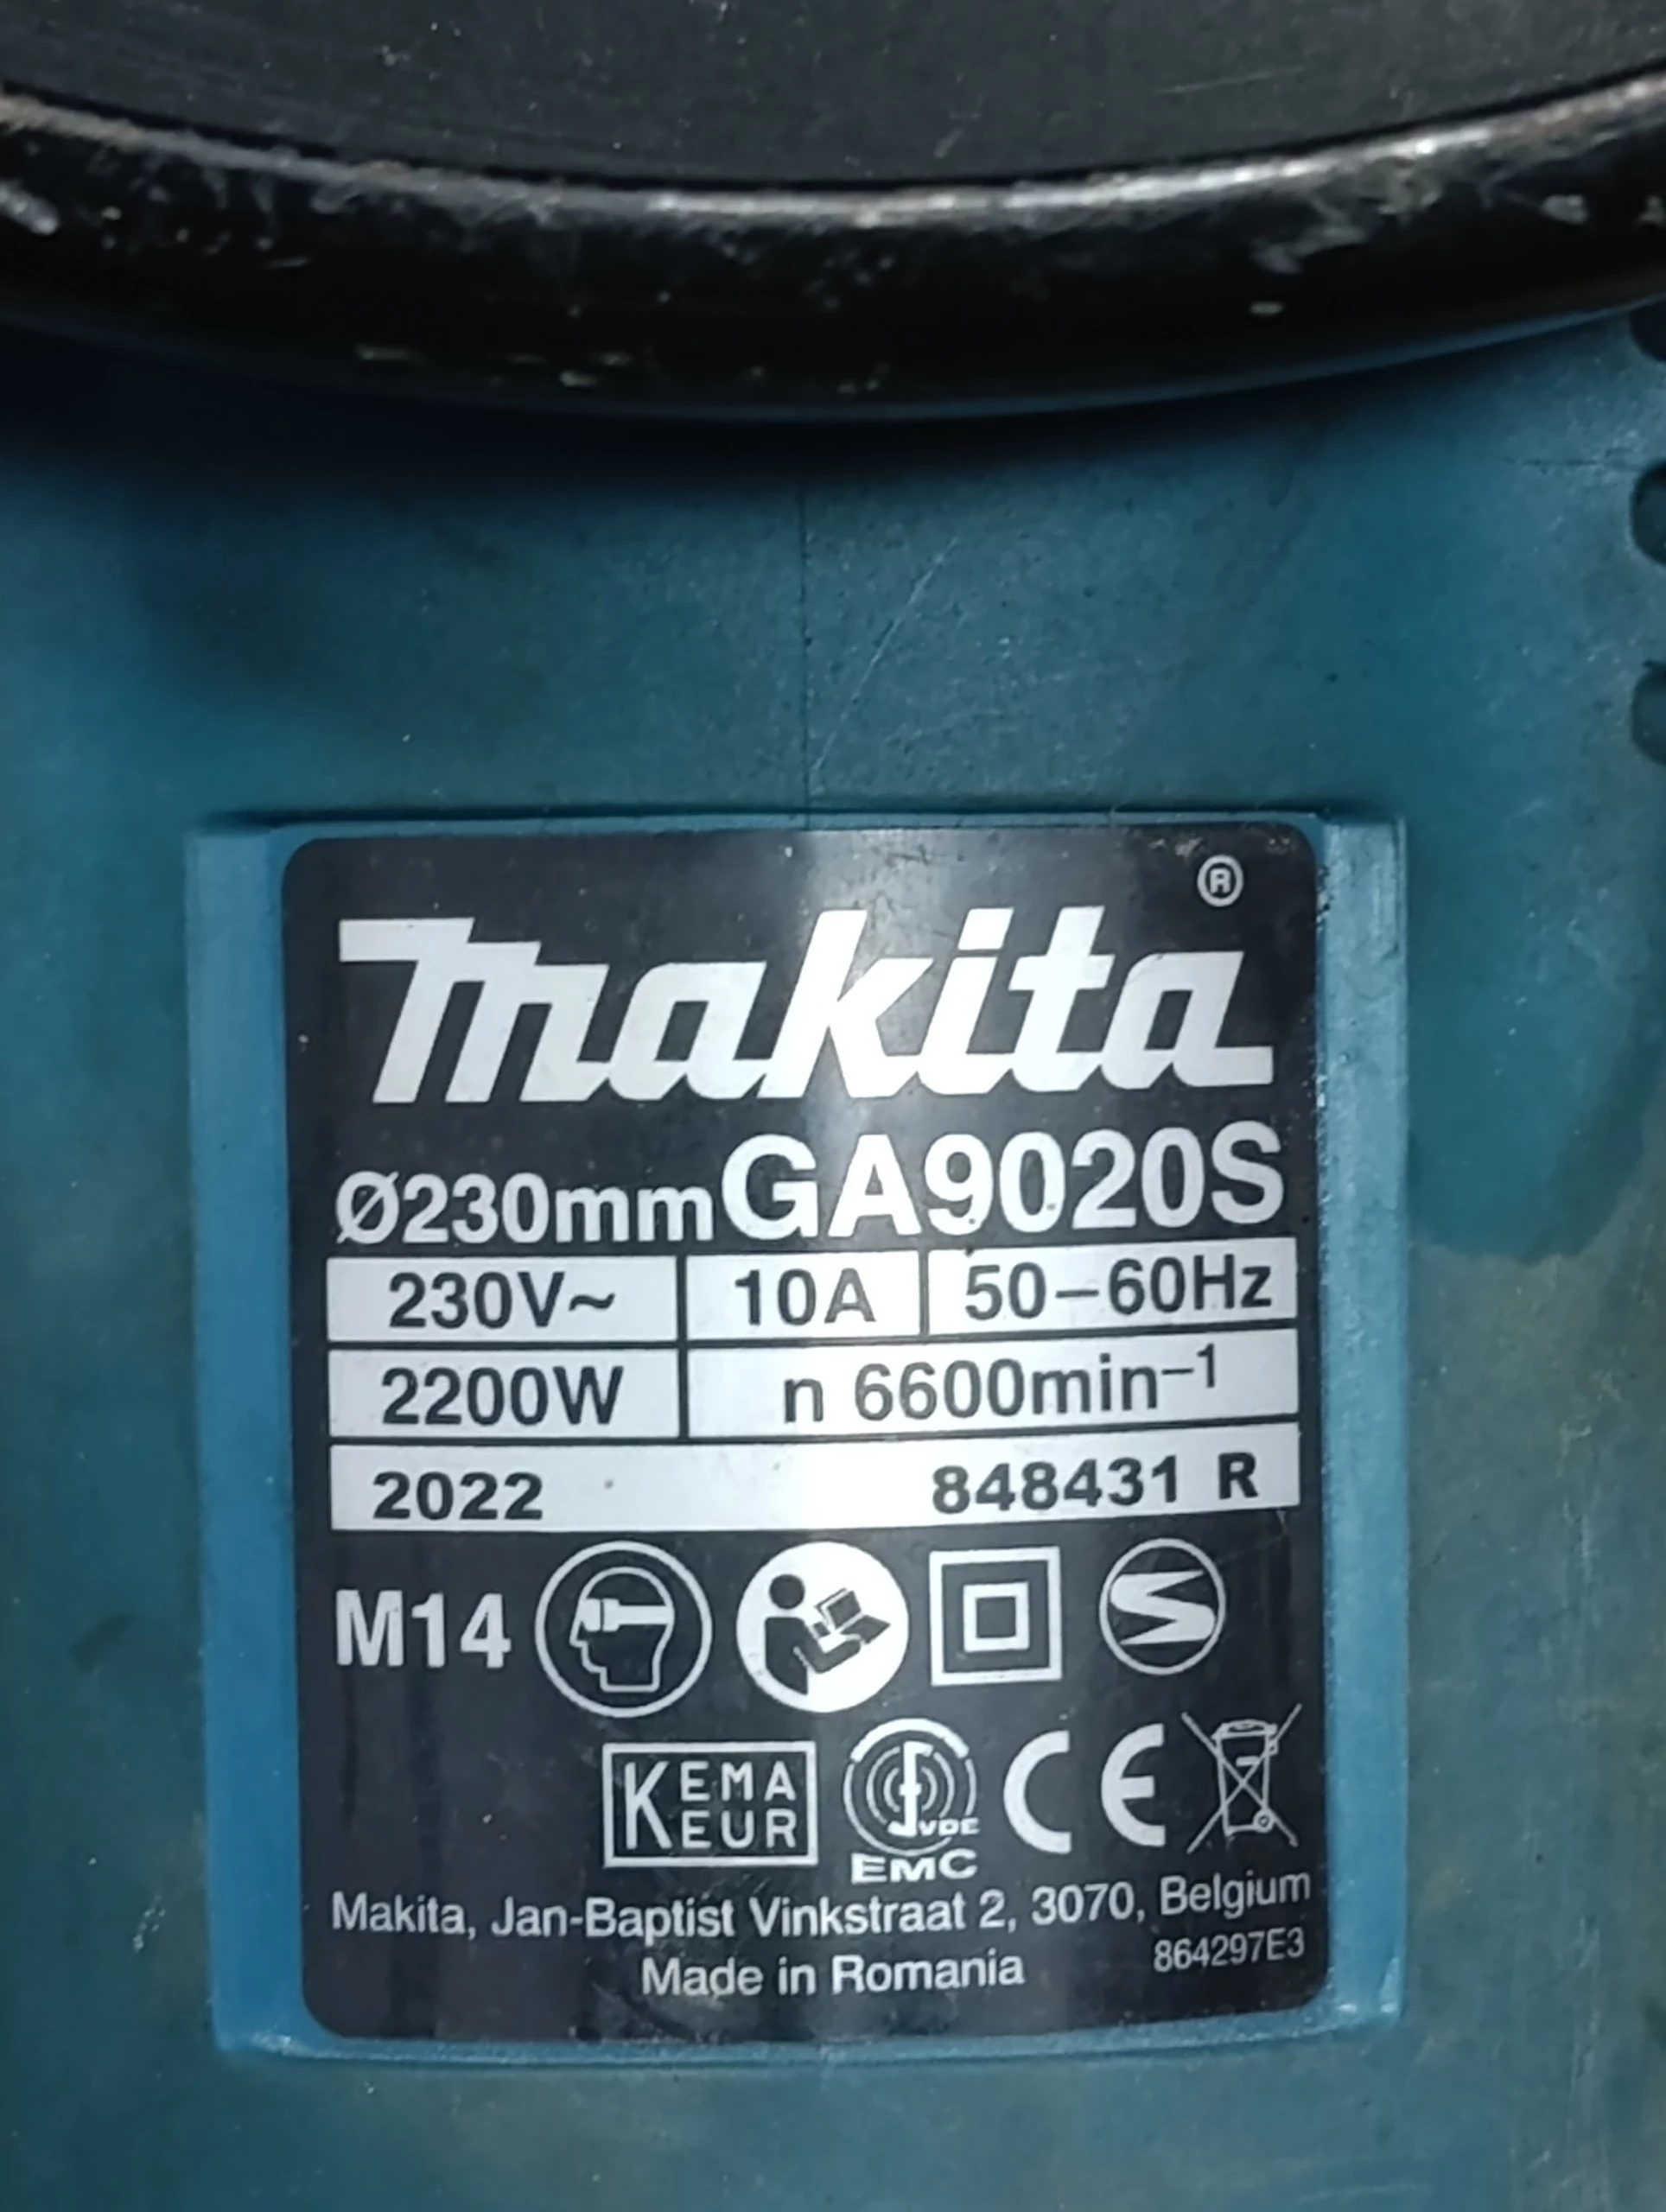 makita ®
Ø230mm GA9020S
230V~ 10A 50–60Hz
2200W n 6600min⁻¹
2022 848431 R
M14
KEMA
KEUR
VDE
EMC
CE
Makita, Jan-Baptist Vinkstraat 2, 3070, Belgium
864297E3
Made in Romania